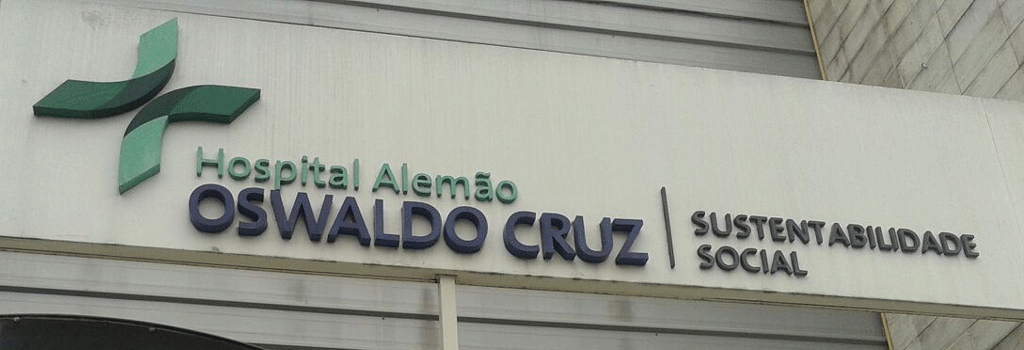 Hospital Alemão
OSWALDO CRUZ
SUSTENTABILIDADE
SOCIAL